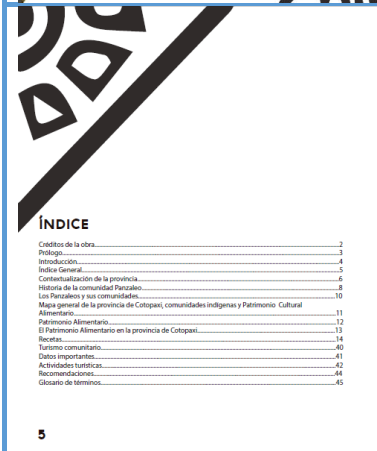 ÍNDICE
Créditos de la obra 2
Prólogo 3
Introducción 4
Índice General 5
Contextualización de la provincia 6
Historia de la comunidad Panzaleo 8
Los Panzaleos y sus comunidades 10
Mapa general de la provincia de Cotopaxi, comunidades indígenas y Patrimonio Cultural
Alimentario 11
Patrimonio Alimentario 12
El Patrimonio Alimentario en la provincia de Cotopaxi 13
Recetas 14
Turismo comunitario 40
Datos importantes 41
Actividades turísticas 42
Recomendaciones 44
Glosario de términos 45
5